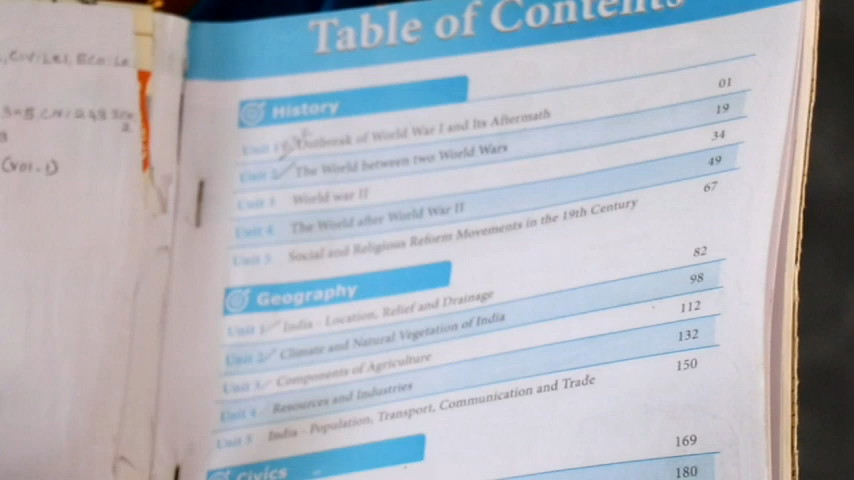 Table of Contents
History
01
Unit 1 Outbreak of World War I and Its Aftermath 19
Unit 2 The World between two World Wars 34
Unit 3 World war II 49
Unit 4 The World after World War II 67
Unit 5 Social and Religious Reform Movements in the 19th Century
Geography
82
Unit 1 India - Location, Relief and Drainage 98
Unit 2 Climate and Natural Vegetation of India 112
Unit 3 Components of Agriculture 132
Unit 4 Resources and Industries 150
Unit 5 India - Population, Transport, Communication and Trade
Civics
169
180
(Vol. 1)